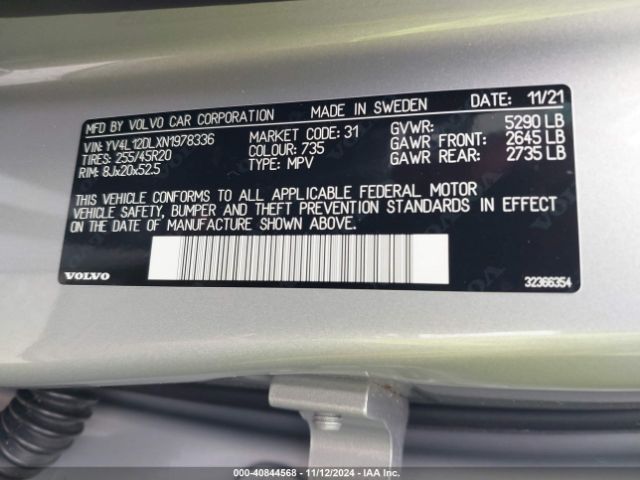 MFD BY VOLVO CAR CORPORATION MADE IN SWEDEN DATE: 11/21
VIN: YV4L12DLXN1978336 MARKET CODE: 31 GVWR: 5290 LB
TIRES: 255/45R20 COLOUR: 735 GAWR FRONT: 2645 LB
RIM: 8Jx20x52.5 TYPE: MPV GAWR REAR: 2735 LB
THIS VEHICLE CONFORMS TO ALL APPLICABLE FEDERAL MOTOR
VEHICLE SAFETY, BUMPER AND THEFT PREVENTION STANDARDS IN EFFECT
ON THE DATE OF MANUFACTURE SHOWN ABOVE.
VOLVO 32366354
000-40844568 - 11/12/2024 - IAA Inc.